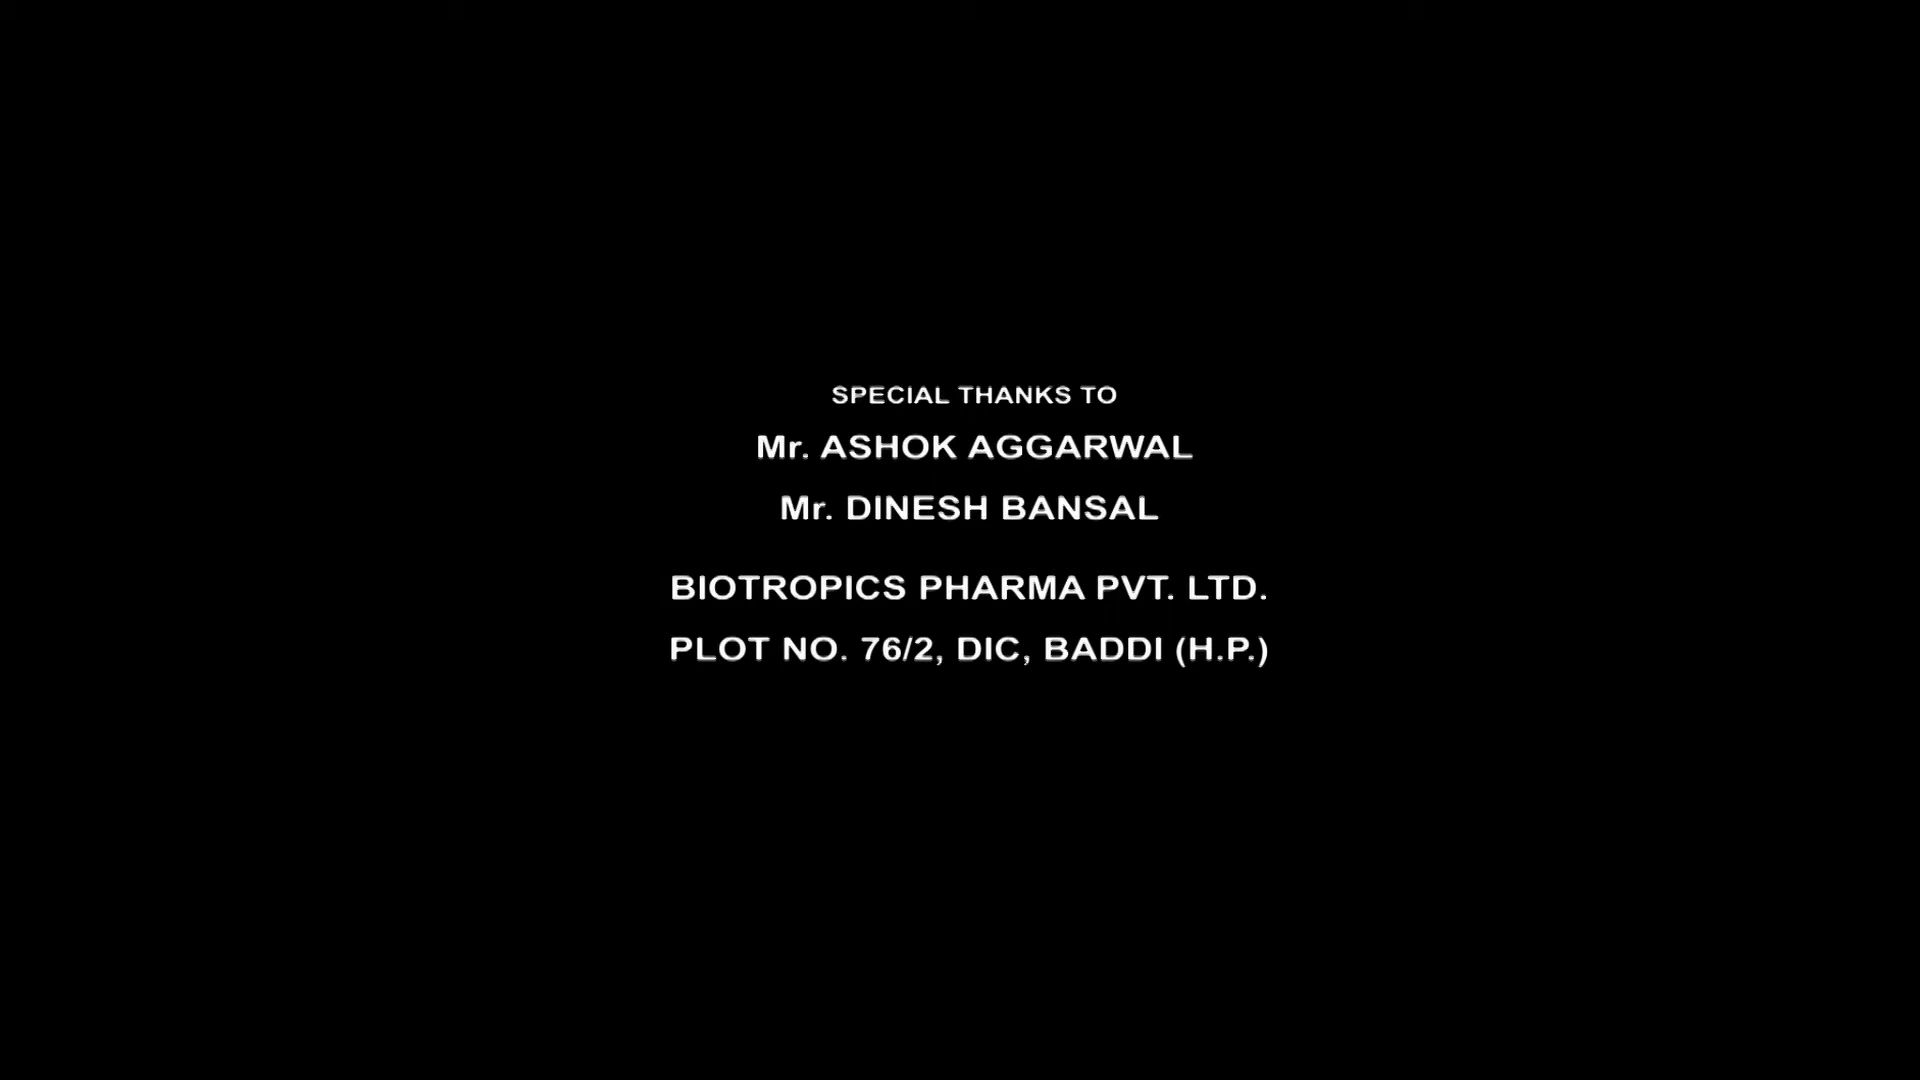 SPECIAL THANKS TO
Mr. ASHOK AGGARWAL
Mr. DINESH BANSAL
BIOTROPICS PHARMA PVT. LTD.
PLOT NO. 76/2, DIC, BADDI (H.P.)